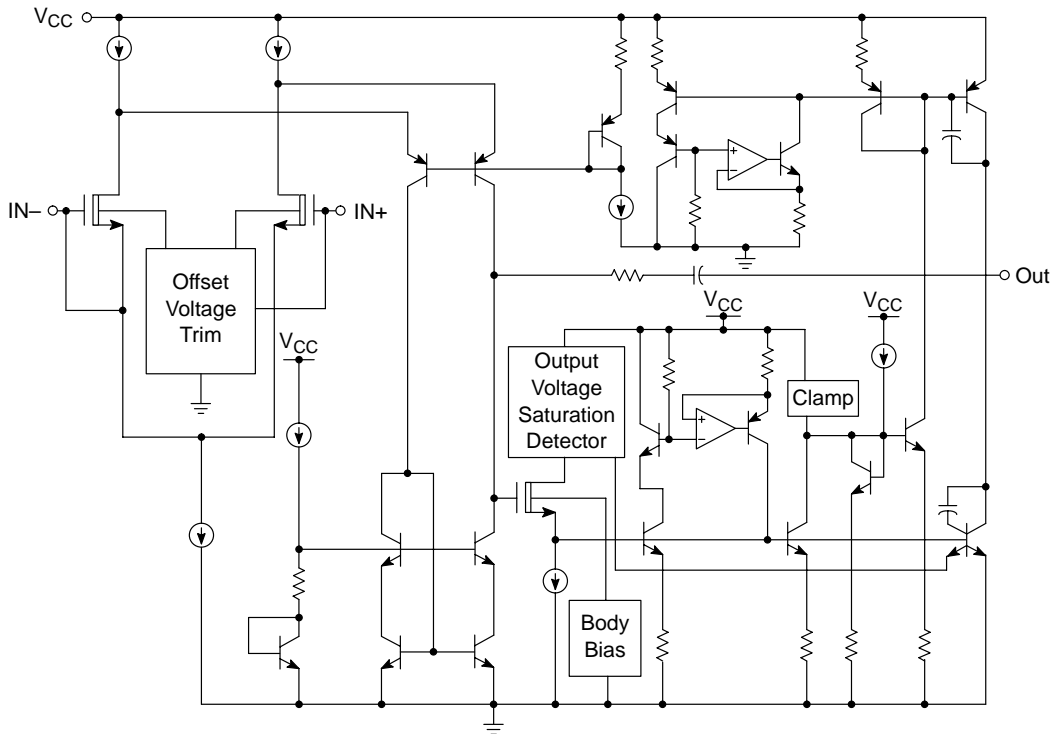 VCC
IN−
IN+
Offset
Voltage
Trim
VCC
+
−
Out
VCC
VCC
Output
Voltage
Saturation
Detector
+
−
Clamp
Body
Bias